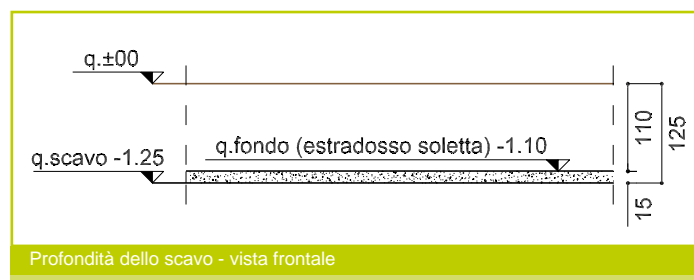 q.±00
q.scavo -1.25
q.fondo (estradosso soletta) -1.10
110
125
15
Profondità dello scavo - vista frontale